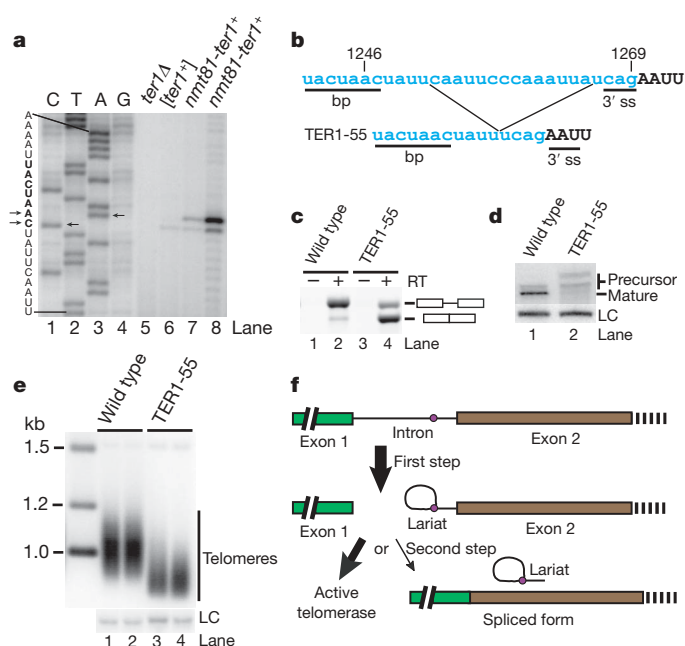 a
ter1Δ
[ter1+]
nmt81-ter1+
nmt81-ter1+
C T A G
A
A
A
A
U
U
A
C
U
A
A
C
U
A
U
U
C
A
A
U
U
1 2 3 4 5 6 7 8 Lane
b
1246 1269
uacuaacuauucaauucccaauuaucagAAUU
bp 3′ ss
TER1-55 uacuaacuauuucagAAUU
bp 3′ ss
c
Wild type TER1-55
– + – + RT
1 2 3 4 Lane
d
Wild type TER1-55
Precursor
Mature
LC
1 2
Lane
e
Wild type TER1-55
kb
1.5
1.2
1.0
Telomeres
LC
1 2 3 4 Lane
f
Exon 1 Intron Exon 2
First step
Exon 1 Lariat Exon 2
or Second step
Active
telomerase
Lariat
Spliced form